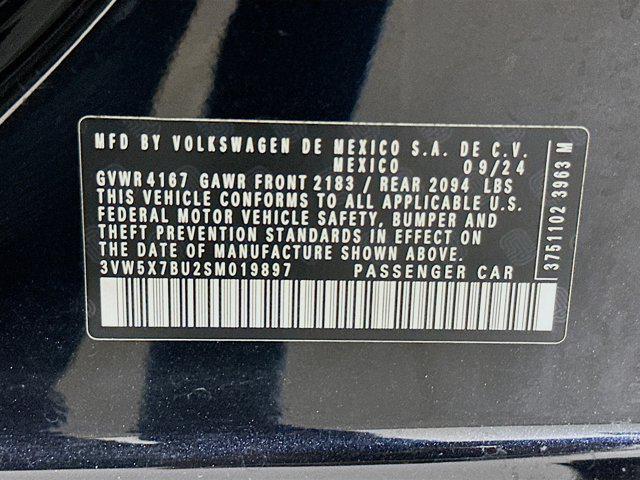 MFD BY VOLKSWAGEN DE MEXICO S.A. DE C.V.
MEXICO 09/24
GVWR 4167 GAWR FRONT 2183 / REAR 2094 LBS
THIS VEHICLE CONFORMS TO ALL APPLICABLE U.S.
FEDERAL MOTOR VEHICLE SAFETY, BUMPER AND
THEFT PREVENTION STANDARDS IN EFFECT ON
THE DATE OF MANUFACTURE SHOWN ABOVE
3VW5X7BU2SM019897 PASSENGER CAR
3751102 3963 M